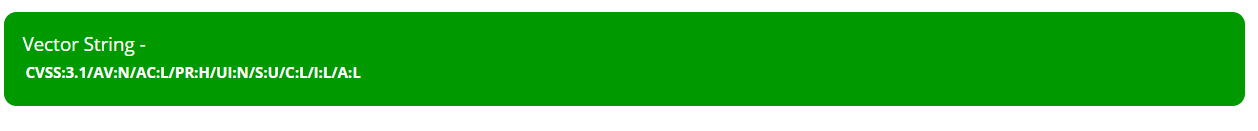 Vector String -
CVSS:3.1/AV:N/AC:L/PR:H/UI:N/S:U/C:L/I:L/A:L